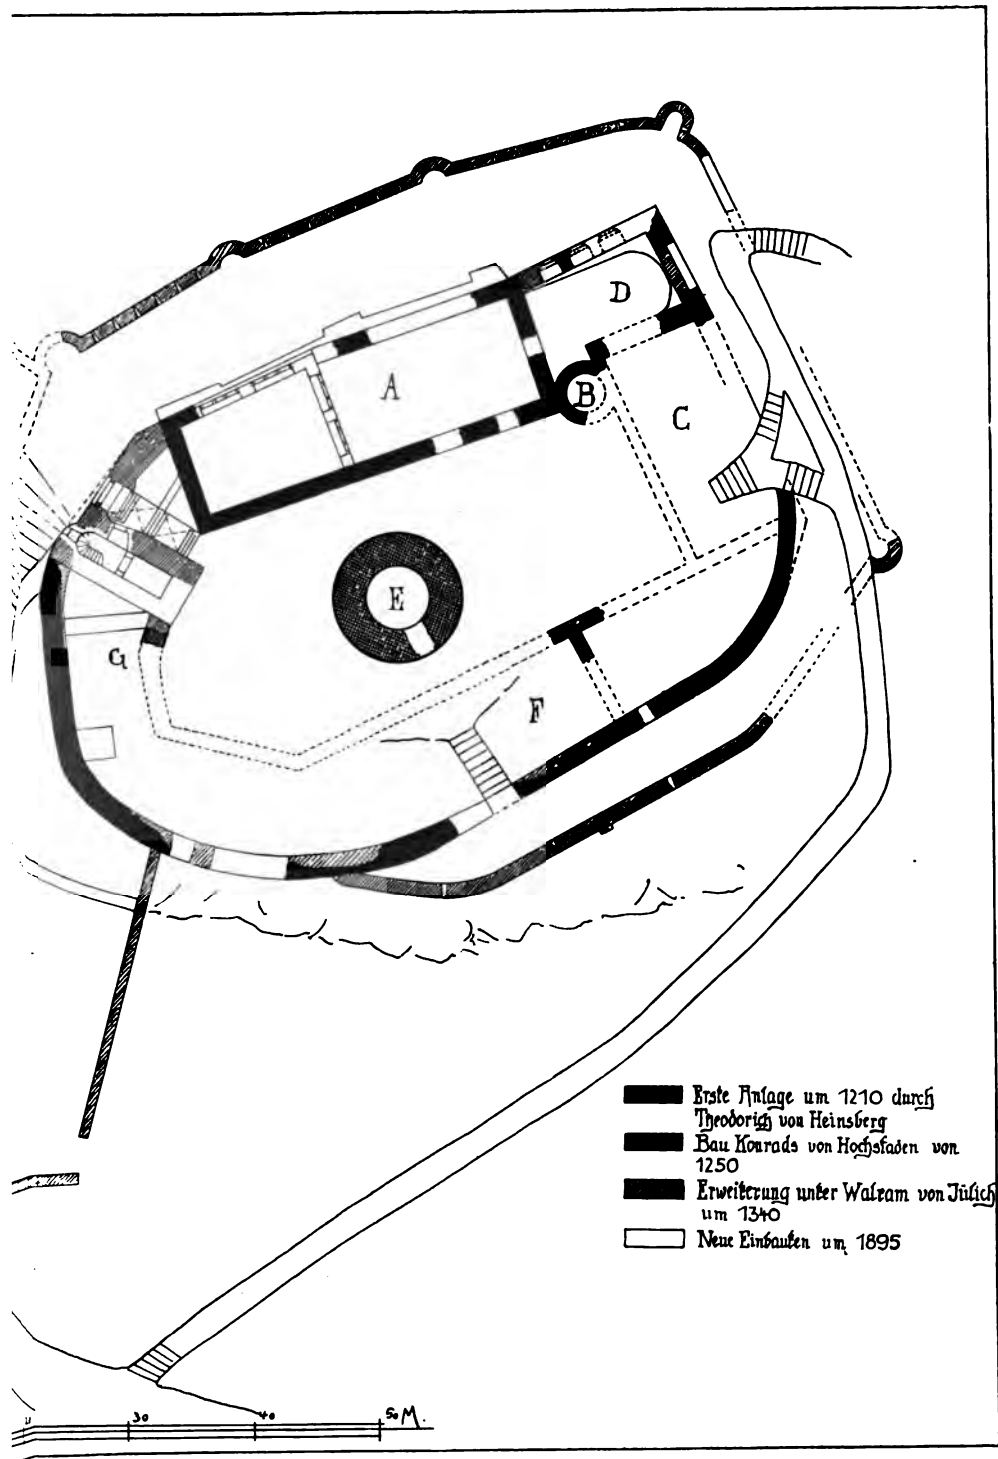 D
A
B
C
E
G
F
Erste Anlage um 1210 durch
Theodorich von Heinsberg
Bau Konrads von Hochstaden von
1250
Erweiterung unter Walram von Jülich
um 1340
Neue Einbauten um 1895
30 40 50 M.